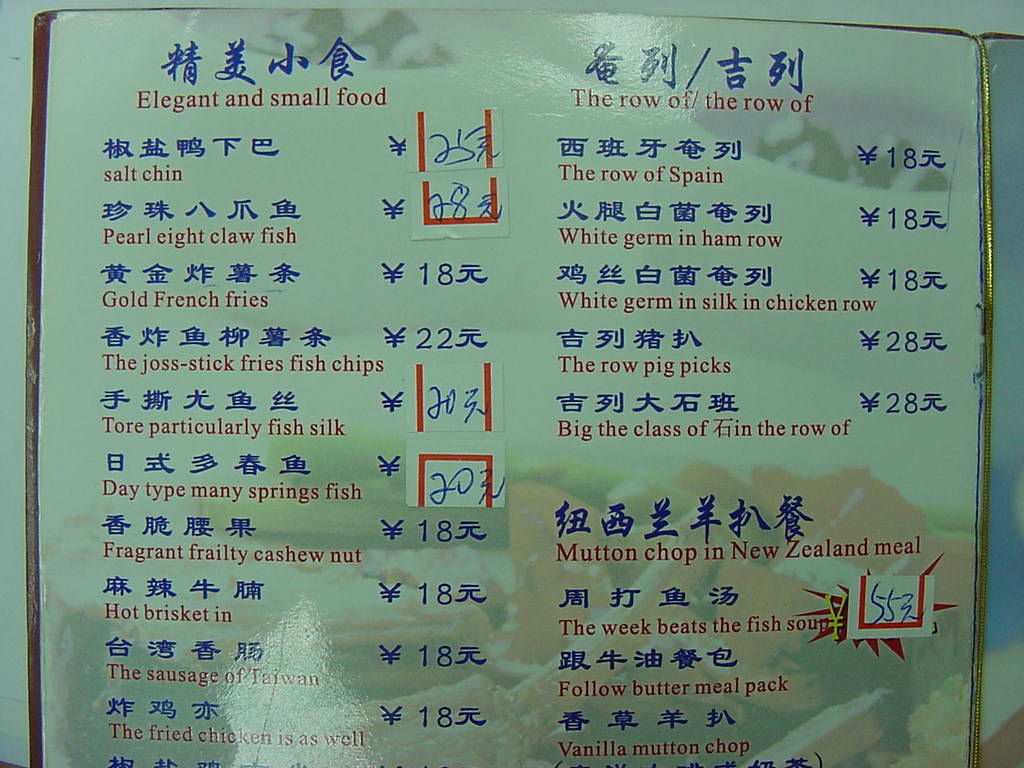 精美小食
Elegant and small food
椒盐鸭下巴 ¥ 25元
salt chin
珍珠八爪鱼 ¥ 28元
Pearl eight claw fish
黄金炸薯条 ¥18元
Gold French fries
香炸鱼柳薯条 ¥22元
The joss-stick fries fish chips
手撕尤鱼丝 ¥ 20元
Tore particularly fish silk
日式多春鱼 ¥ 20元
Day type many springs fish
香脆腰果 ¥18元
Fragrant frailty cashew nut
麻辣牛腩 ¥18元
Hot brisket in
台湾香肠 ¥18元
The sausage of Taiwan
炸鸡亦 ¥18元
The fried chicken is as well
椒盐鸡
奄列/吉列
The row of/ the row of
西班牙奄列 ¥18元
The row of Spain
火腿白菌奄列 ¥18元
White germ in ham row
鸡丝白菌奄列 ¥18元
White germ in silk in chicken row
吉列猪扒 ¥28元
The row pig picks
吉列大石班 ¥28元
Big the class of 石in the row of
纽西兰羊扒餐
Mutton chop in New Zealand meal
周打鱼汤 ¥ 55元
The week beats the fish soup
跟牛油餐包
Follow butter meal pack
香草羊扒
Vanilla mutton chop